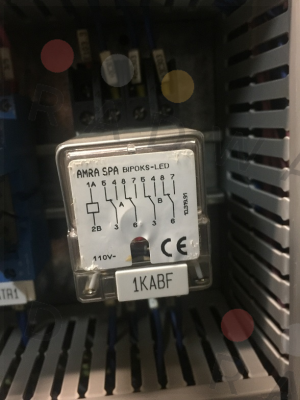 AMRA SPA BIPOKS-LED
1A 5 4 8 7 5 4 8 7
A B
2B 3 6 3 6
110V-
CE
1KABF
TR1